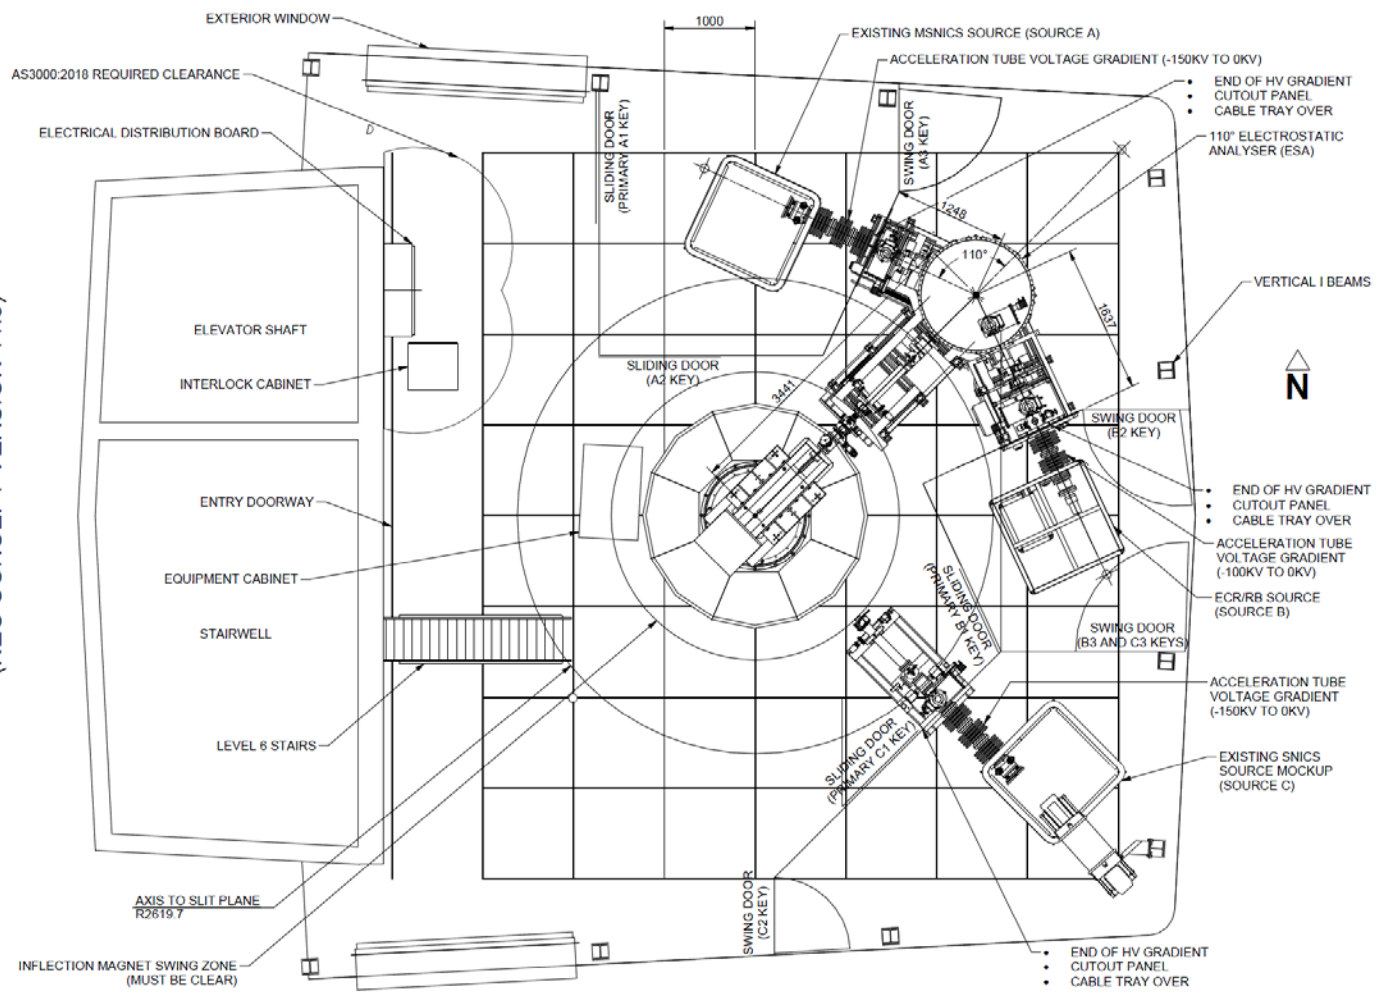 EXTERIOR WINDOW
1000
EXISTING MSNICS SOURCE (SOURCE A)
ACCELERATION TUBE VOLTAGE GRADIENT (-150KV TO 0KV)
AS3000:2018 REQUIRED CLEARANCE
• END OF HV GRADIENT
• CUTOUT PANEL
• CABLE TRAY OVER
D
ELECTRICAL DISTRIBUTION BOARD
SLIDING DOOR
(PRIMARY A1 KEY)
SWING DOOR
(A3 KEY)
110° ELECTROSTATIC
ANALYSER (ESA)
1248
110°
1637
VERTICAL I BEAMS
ELEVATOR SHAFT
INTERLOCK CABINET
SLIDING DOOR
(A2 KEY)
3441
N
SWING DOOR
(B2 KEY)
ENTRY DOORWAY
• END OF HV GRADIENT
• CUTOUT PANEL
• CABLE TRAY OVER
ACCELERATION TUBE
VOLTAGE GRADIENT
(-100KV TO 0KV)
EQUIPMENT CABINET
SLIDING DOOR
(PRIMARY B1 KEY)
ECR/RB SOURCE
(SOURCE B)
STAIRWELL
SWING DOOR
(B3 AND C3 KEYS)
ACCELERATION TUBE
VOLTAGE GRADIENT
(-150KV TO 0KV)
LEVEL 6 STAIRS
SLIDING DOOR
(PRIMARY C1 KEY)
EXISTING SNICS
SOURCE MOCKUP
(SOURCE C)
AXIS TO SLIT PLANE
R2619.7
SWING DOOR
(C2 KEY)
INFLECTION MAGNET SWING ZONE
(MUST BE CLEAR)
• END OF HV GRADIENT
• CUTOUT PANEL
• CABLE TRAY OVER